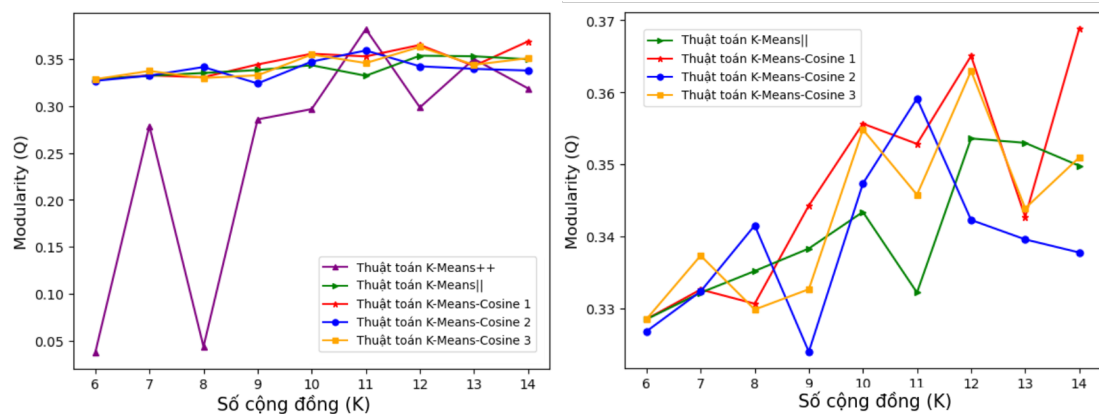 Modularity (Q)
0.35
0.30
0.25
0.20
0.15
0.10
0.05
Thuật toán K-Means++
Thuật toán K-Means||
Thuật toán K-Means-Cosine 1
Thuật toán K-Means-Cosine 2
Thuật toán K-Means-Cosine 3
6 7 8 9 10 11 12 13 14
Số cộng đồng (K)
Modularity (Q)
0.37
0.36
0.35
0.34
0.33
Thuật toán K-Means||
Thuật toán K-Means-Cosine 1
Thuật toán K-Means-Cosine 2
Thuật toán K-Means-Cosine 3
6 7 8 9 10 11 12 13 14
Số cộng đồng (K)